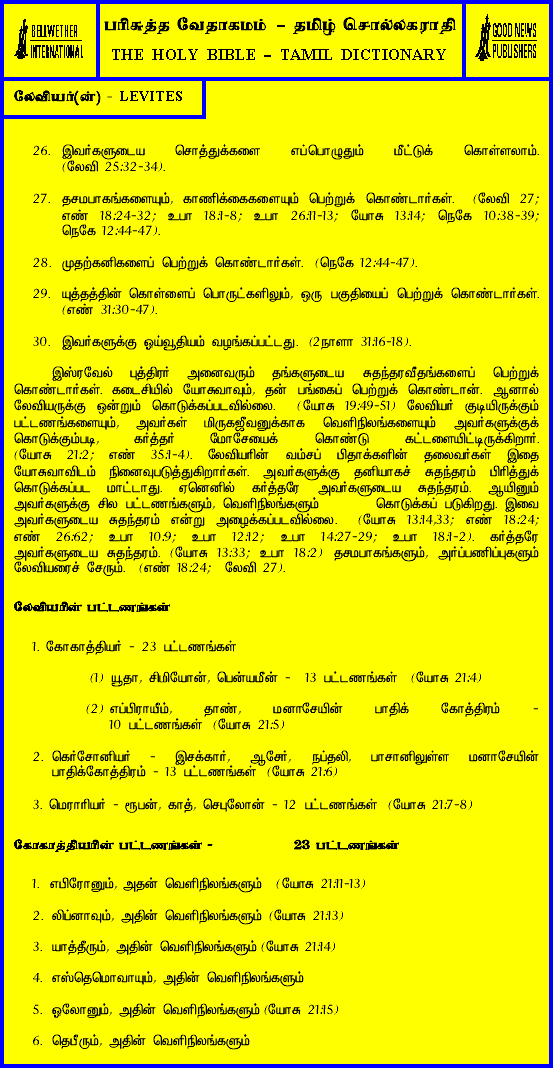 BELLWETHER
INTERNATIONAL
பரிசுத்த வேதாகமம் – தமிழ் சொல்லகராதி
THE HOLY BIBLE – TAMIL DICTIONARY
GOOD NEWS
PUBLISHERS
லேவியர்(ன்) - LEVITES
26. இவர்களுடைய சொத்துக்களை எப்பொழுதும் மீட்டுக் கொள்ளலாம்.
(லேவி 25:32-34).
27. தசமபாகங்களையும், காணிக்கைகளையும் பெற்றுக் கொண்டார்கள். (லேவி 27;
எண் 18:24-32; உபா 18:1-8; உபா 26:11-13; யோசு 13:14; நெகே 10:38-39;
நெகே 12:44-47).
28. முதற்கனிகளைப் பெற்றுக் கொண்டார்கள். (நெகே 12:44-47).
29. யுத்தத்தின் கொள்ளைப் பொருட்களிலும், ஒரு பகுதியைப் பெற்றுக் கொண்டார்கள்.
(எண் 31:30-47).
30. இவர்களுக்கு ஓய்வூதியம் வழங்கப்பட்டது. (2நாளா 31:16-18).
இஸ்ரவேல் புத்திரர் அனைவரும் தங்களுடைய சுதந்தரவீதங்களைப் பெற்றுக்
கொண்டார்கள். கடைசியில் யோசுவாவும், தன் பங்கைப் பெற்றுக் கொண்டான். ஆனால்
லேவியருக்கு ஒன்றும் கொடுக்கப்படவில்லை. (யோசு 19:49-51) லேவியர் குடியிருக்கும்
பட்டணங்களையும், அவர்கள் மிருகஜீவனுக்காக வெளிநிலங்களையும் அவர்களுக்குக்
கொடுக்கும்படி, கர்த்தர் மோசேயைக் கொண்டு கட்டளையிட்டிருக்கிறார்.
(யோசு 21:2; எண் 35:1-4). லேவியரின் வம்சப் பிதாக்களின் தலைவர்கள் இதை
யோசுவாவிடம் நினைவுபடுத்துகிறார்கள். அவர்களுக்கு தனியாகச் சுதந்தரம் பிரித்துக்
கொடுக்கப்பட மாட்டாது. ஏனெனில் கர்த்தரே அவர்களுடைய சுதந்தரம். ஆயினும்
அவர்களுக்கு சில பட்டணங்களும், வெளிநிலங்களும் கொடுக்கப் படுகிறது. இவை
அவர்களுடைய சுதந்தரம் என்று அழைக்கப்படவில்லை. (யோசு 13:14,33; எண் 18:24;
எண் 26:62; உபா 10:9; உபா 12:12; உபா 14:27-29; உபா 18:1-2). கர்த்தரே
அவர்களுடைய சுதந்தரம். (யோசு 13:33; உபா 18:2) தசமபாகங்களும், அர்ப்பணிப்புகளும்
லேவியரைச் சேரும். (எண் 18:24; லேவி 27).
லேவியரின் பட்டணங்கள்
1. கோகாத்தியர் - 23 பட்டணங்கள்
(1) யூதா, சிமியோன், பென்யமீன் - 13 பட்டணங்கள் (யோசு 21:4)
(2) எப்பிராயீம், தாண், மனாசேயின் பாதிக் கோத்திரம் -
10 பட்டணங்கள் (யோசு 21:5)
2. கெர்சோனியர் - இசக்கார், ஆசேர், நப்தலி, பாசானிலுள்ள மனாசேயின்
பாதிக்கோத்திரம் - 13 பட்டணங்கள் (யோசு 21:6)
3. மெராரியர் - ரூபன், காத், செபுலோன் - 12 பட்டணங்கள் (யோசு 21:7-8)
கோகாத்தியரின் பட்டணங்கள் - 23 பட்டணங்கள்
1. எபிரோனும், அதன் வெளிநிலங்களும் (யோசு 21:11-13)
2. லிப்னாவும், அதின் வெளிநிலங்களும் (யோசு 21:13)
3. யாத்தீரும், அதின் வெளிநிலங்களும் (யோசு 21:14)
4. எஸ்தெமொவாயும், அதின் வெளிநிலங்களும்
5. ஓலோனும், அதின் வெளிநிலங்களும் (யோசு 21:15)
6. தெபீரும், அதின் வெளிநிலங்களும்